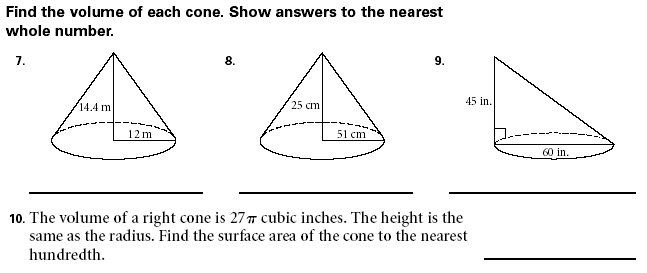 Find the volume of each cone. Show answers to the nearest
whole number.
7. 8. 9.
14.4 m 25 cm 45 in.
12 m 51 cm
60 in.
10. The volume of a right cone is 27π cubic inches. The height is the
same as the radius. Find the surface area of the cone to the nearest
hundredth.